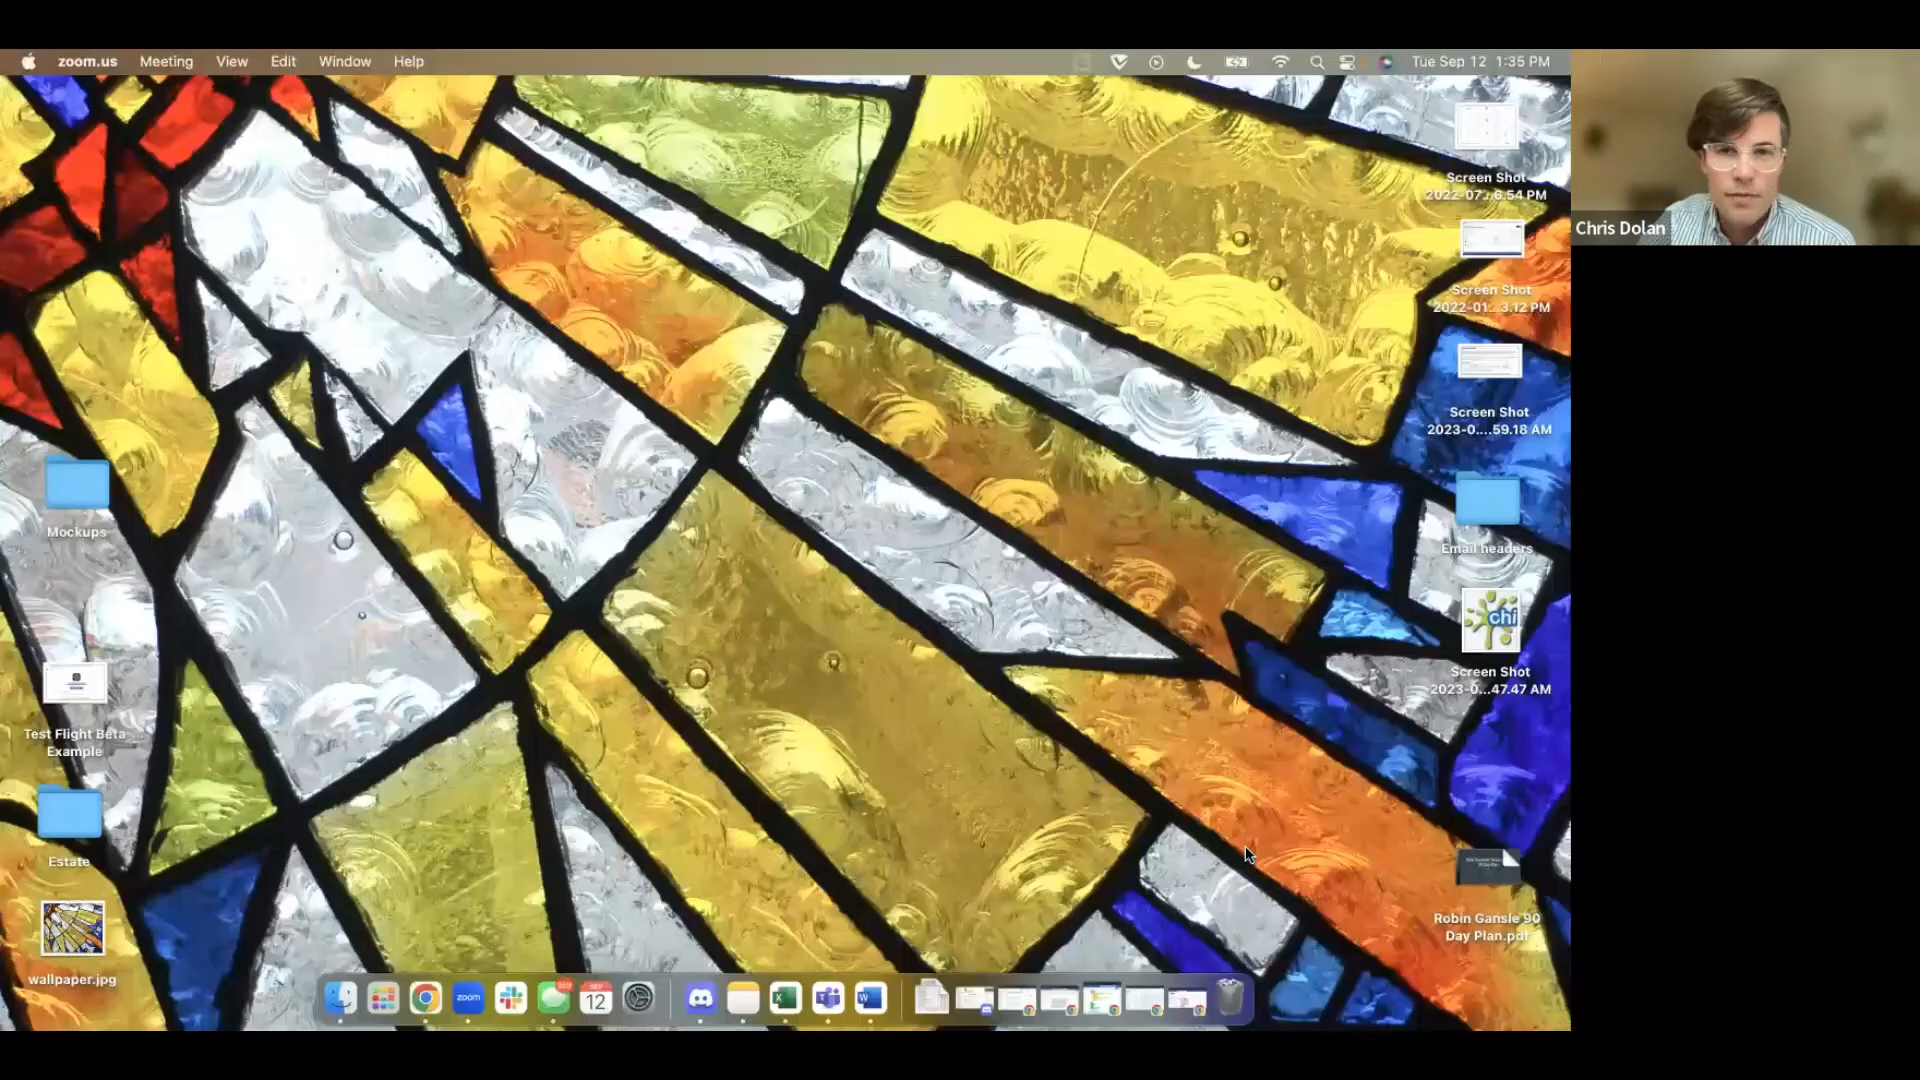 zoom.us Meeting View Edit Window Help Tue Sep 12 1:35 PM
Screen Shot
2022-07...6.54 PM
Chris Dolan
Screen Shot
2022-01...3.12 PM
Screen Shot
2023-0....59.18 AM
Mockups
Email headers
chi
Screen Shot
2023-0...47.47 AM
Test Flight Beta
Example
Estate
Robin Gansle 90
Day Plan.pdf
wallpaper.jpg
zoom
SEP
12